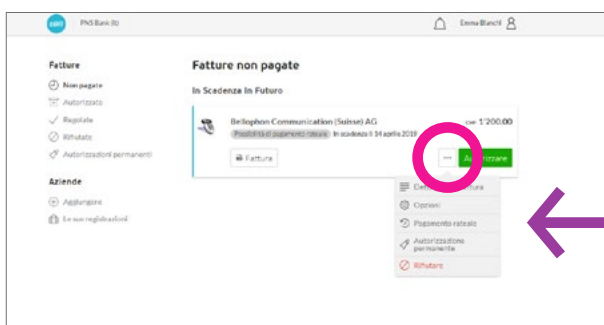 PNS Bank (It)
Emma Bianchi
Fatture
Non pagate
Autorizzate
Regolate
Rifiutate
Autorizzazioni permanenti
Aziende
Aggiungere
Le sue registrazioni
Fatture non pagate
In Scadenza In Futuro
Bellophon Communication (Suisse) AG
CHF 1'200.00
Possibilità di pagamento rateale In scadenza il 14 aprile 2018
Fattura
Opzioni
Pagamento rateale
Autorizzazione
permanente
Rifiutare